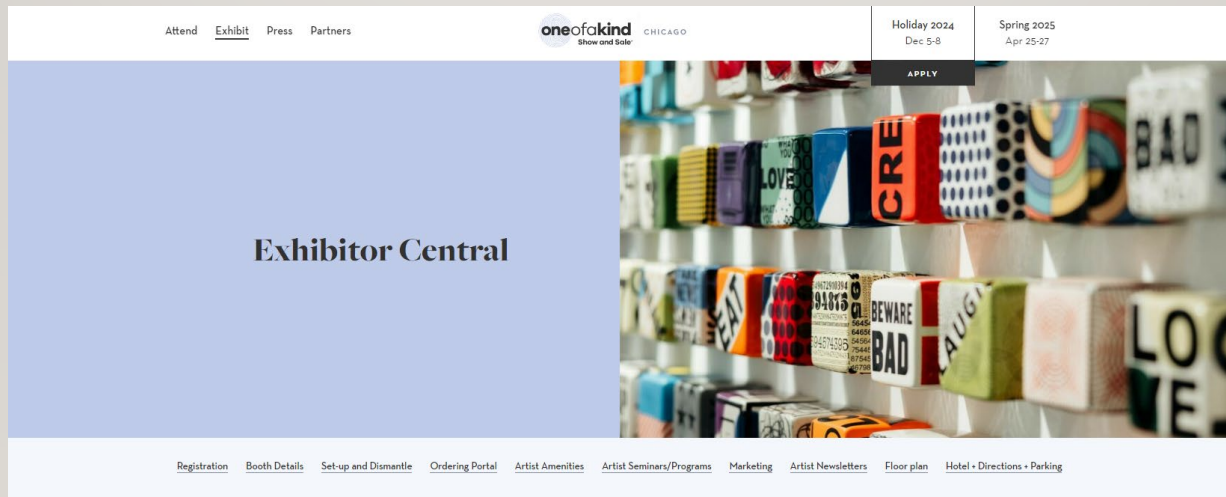 Attend Exhibit Press Partners
oneofakind
Show and Sale
CHICAGO
Holiday 2024
Dec 5-8
Spring 2025
Apr 25-27
APPLY
Exhibitor Central
LOVE
CRE
BAD
EAT
BEWARE
BAD
LAUGH
LO
VE
Registration Booth Details Set-up and Dismantle Ordering Portal Artist Amenities Artist Seminars/Programs Marketing Artist Newsletters Floor plan Hotel + Directions + Parking